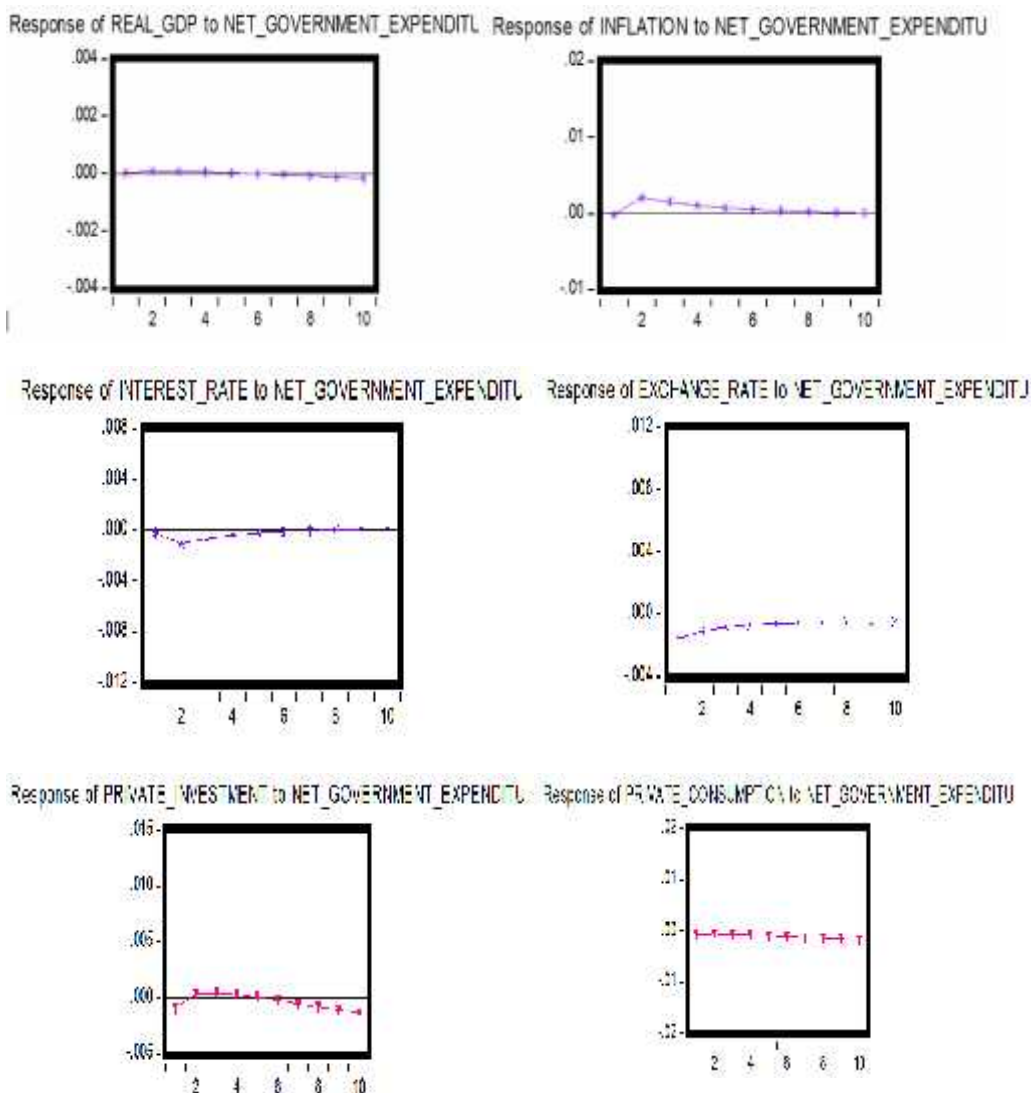 Response of REAL_GDP to NET_GOVERNMENT_EXPENDITU
.004
.002
.000
-.002
-.004
2 4 6 8 10
Response of INFLATION to NET_GOVERNMENT_EXPENDITU
.02
.01
.00
-.01
2 4 6 8 10
Response of INTEREST_RATE to NET_GOVERNMENT_EXPENDITU
.008
.004
.000
-.004
-.008
-.012
2 4 6 8 10
Response of EXCHANGE_RATE to NET_GOVERNMENT_EXPENDITU
.012
.008
.004
.000
-.004
2 4 6 8 10
Response of PRIVATE_INVESTMENT to NET_GOVERNMENT_EXPENDITU
.015
.010
.005
.000
-.005
2 4 6 8 10
Response of PRIVATE_CONSUMPTION to NET_GOVERNMENT_EXPENDITU
.02
.01
.00
-.01
-.02
2 4 6 8 10